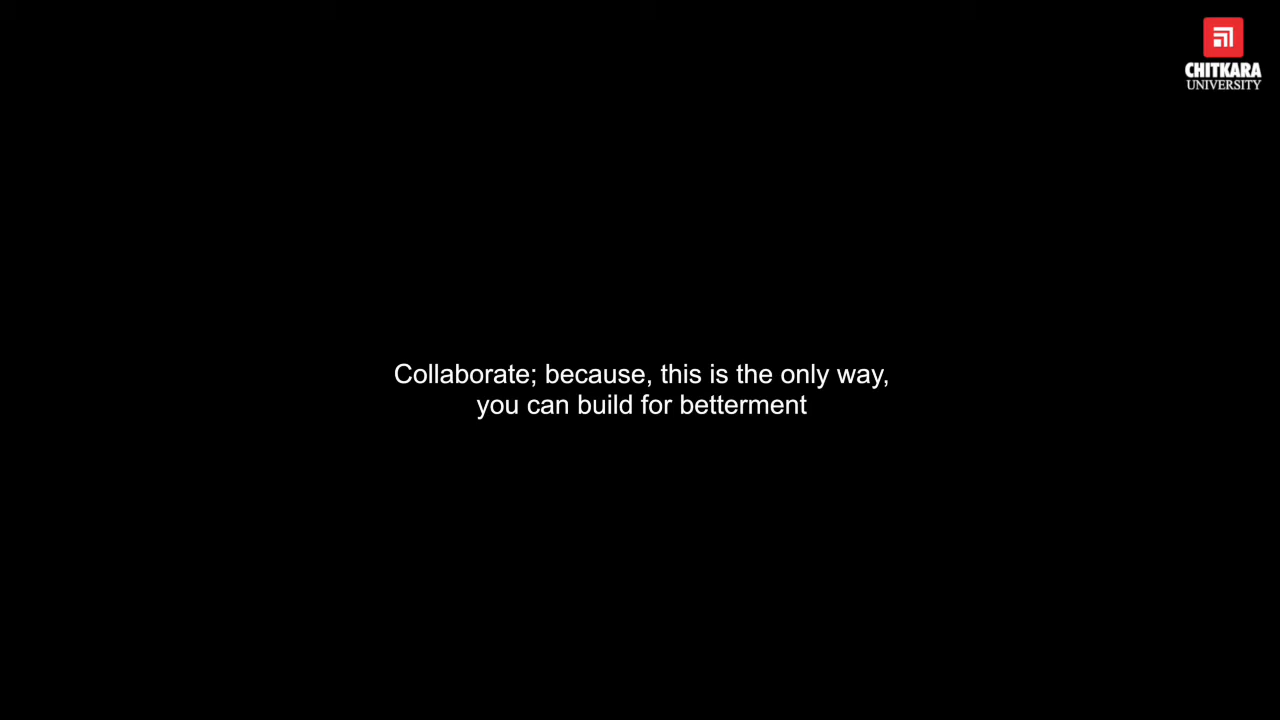 CHITKARA
UNIVERSITY
Collaborate; because, this is the only way,
you can build for betterment